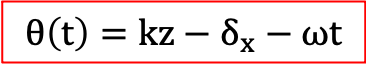 θ(t) = kz − δₓ − ωt